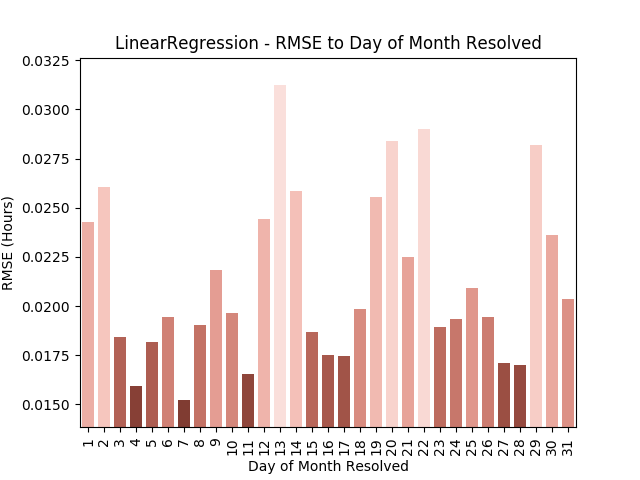 LinearRegression - RMSE to Day of Month Resolved
0.0325
0.0300
0.0275
0.0250
0.0225
0.0200
0.0175
0.0150
RMSE (Hours)
1 2 3 4 5 6 7 8 9 10 11 12 13 14 15 16 17 18 19 20 21 22 23 24 25 26 27 28 29 30 31
Day of Month Resolved